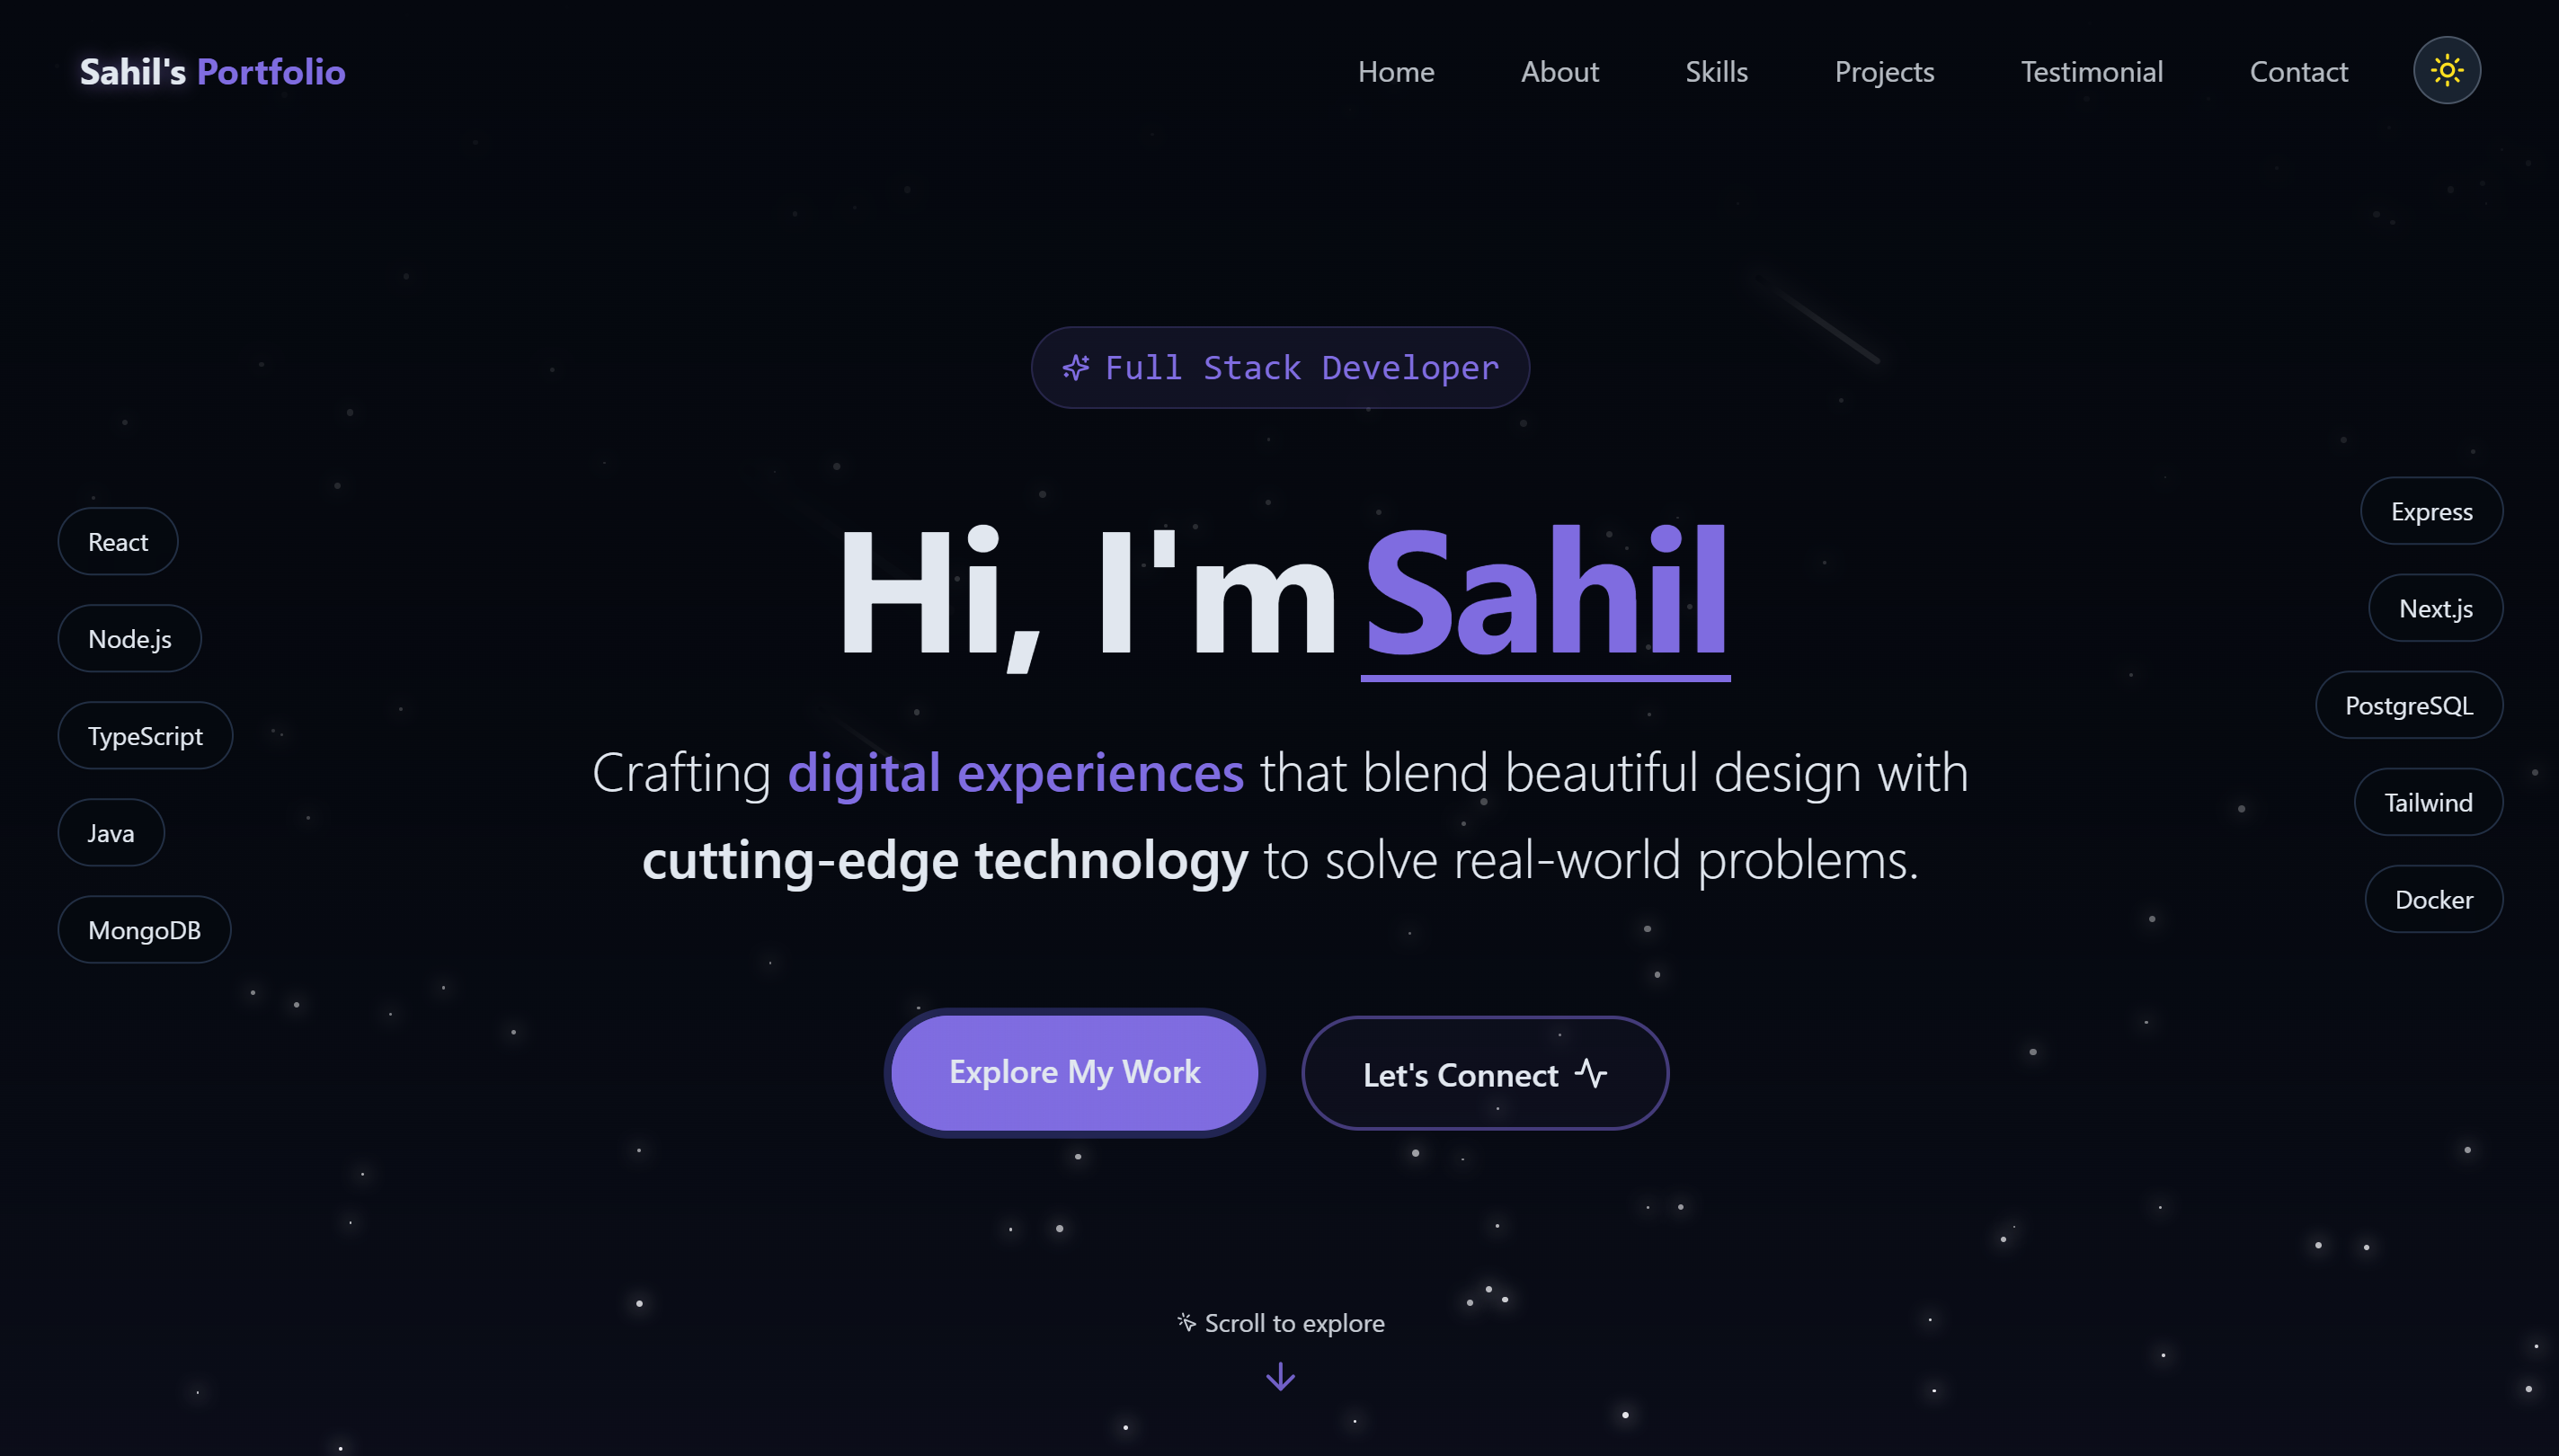 Sahil's Portfolio
Home
About
Skills
Projects
Testimonial
Contact
Full Stack Developer
Hi, I'm Sahil
Crafting digital experiences that blend beautiful design with
cutting-edge technology to solve real-world problems.
React
Node.js
TypeScript
Java
MongoDB
Express
Next.js
PostgreSQL
Tailwind
Docker
Explore My Work
Let's Connect
Scroll to explore